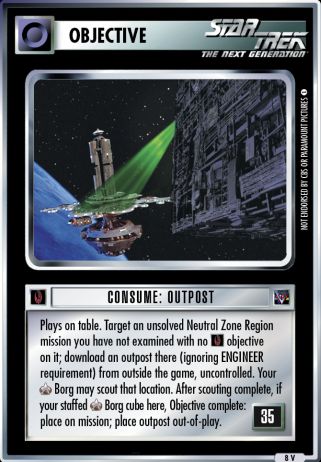 OBJECTIVE
STAR TREK
THE NEXT GENERATION
NOT ENDORSED BY CBS OR PARAMOUNT PICTURES
CONSUME: OUTPOST
Plays on table. Target an unsolved Neutral Zone Region
mission you have not examined with no objective
on it; download an outpost there (ignoring ENGINEER
requirement) from outside the game, uncontrolled. Your
Borg may scout that location. After scouting complete, if
your staffed Borg cube here, Objective complete:
place on mission; place outpost out-of-play.
35
8 V